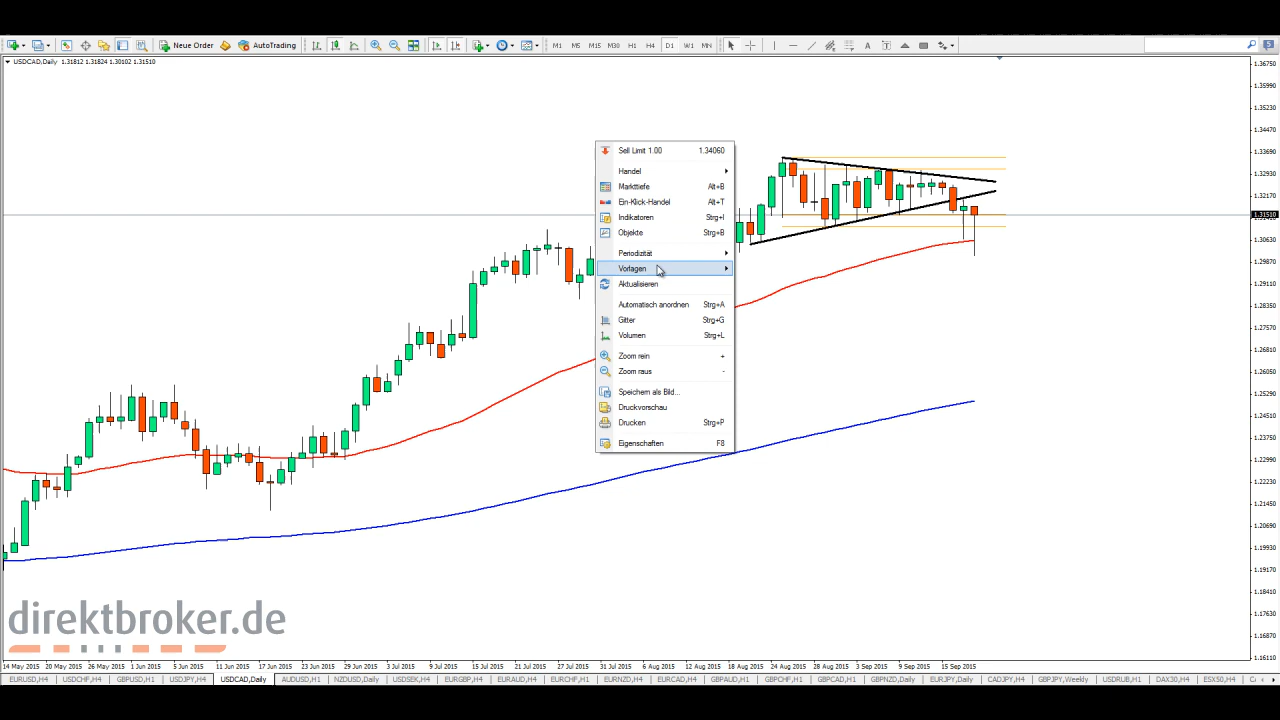 Neue Order AutoTrading M1 M5 M15 M30 H1 H4 D1 W1 MN A T 5
USDCAD,Daily 1.31812 1.31824 1.30102 1.31510
1.36750
1.35990
1.35230
1.34470
1.33690
1.32930
1.32170
1.31510
1.30630
1.29870
1.29110
1.28350
1.27570
1.26810
1.26050
1.25290
1.24530
1.23750
1.22990
1.22230
1.21450
1.20690
1.19930
1.19170
1.18410
1.17630
1.16870
1.16110
Sell Limit 1.00 1.34060
Handel
Markttiefe Alt+B
Ein-Klick-Handel Alt+T
Indikatoren Strg+I
Objekte Strg+B
Periodizität
Vorlagen
Aktualisieren
Automatisch anordnen Strg+A
Gitter Strg+G
Volumen Strg+L
Zoom rein +
Zoom raus -
Speichern als Bild...
Druckvorschau
Drucken Strg+P
Eigenschaften F8
direktbroker.de
14 May 2015 20 May 2015 26 May 2015 1 Jun 2015 5 Jun 2015 11 Jun 2015 17 Jun 2015 23 Jun 2015 29 Jun 2015 3 Jul 2015 9 Jul 2015 15 Jul 2015 21 Jul 2015 27 Jul 2015 31 Jul 2015 6 Aug 2015 12 Aug 2015 18 Aug 2015 24 Aug 2015 28 Aug 2015 3 Sep 2015 9 Sep 2015 15 Sep 2015
EURUSD,H1 USDCHF,H4 GBPUSD,H1 USDJPY,H4 USDCAD,Daily AUDUSD,H1 NZDUSD,Daily USDSEK,H4 EURGBP,H4 EURAUD,H4 EURCHF,H1 EURNZD,H4 EURCAD,H4 GBPAUD,H1 GBPCHF,H1 GBPCAD,H1 GBPNZD,Daily EURJPY,Daily CADJPY,H4 GBPJPY,Weekly USDRUB,H1 DAX30,H4 ESX50,H4